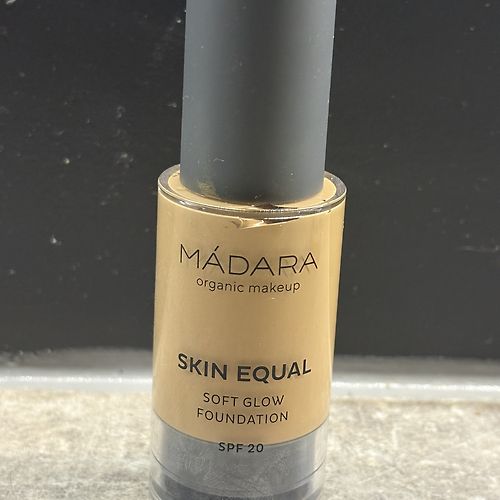 MÁDARA
organic makeup
SKIN EQUAL
SOFT GLOW
FOUNDATION
SPF 20